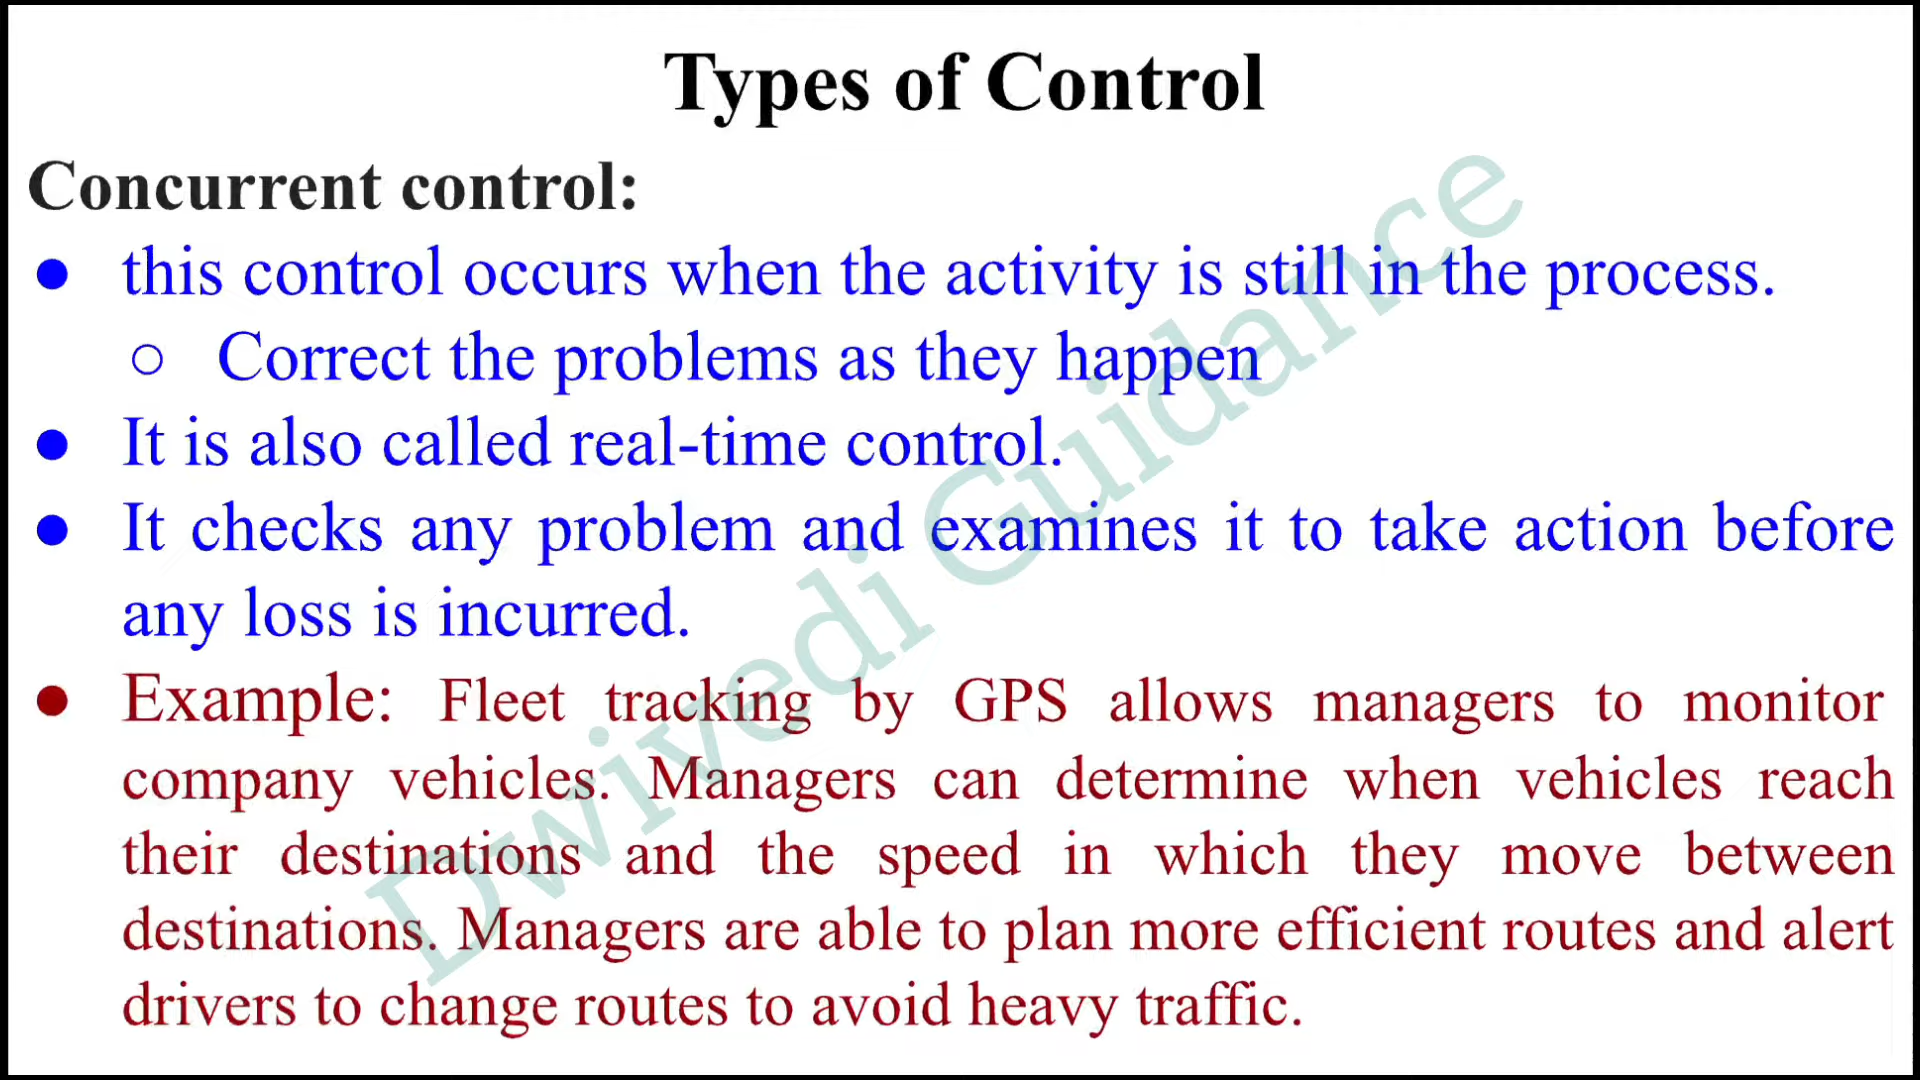 Types of Control
Concurrent control:
● this control occurs when the activity is still in the process.
○ Correct the problems as they happen
● It is also called real-time control.
● It checks any problem and examines it to take action before
any loss is incurred.
● Example: Fleet tracking by GPS allows managers to monitor
company vehicles. Managers can determine when vehicles reach
their destinations and the speed in which they move between
destinations. Managers are able to plan more efficient routes and alert
drivers to change routes to avoid heavy traffic.
Dwivedi Guidance